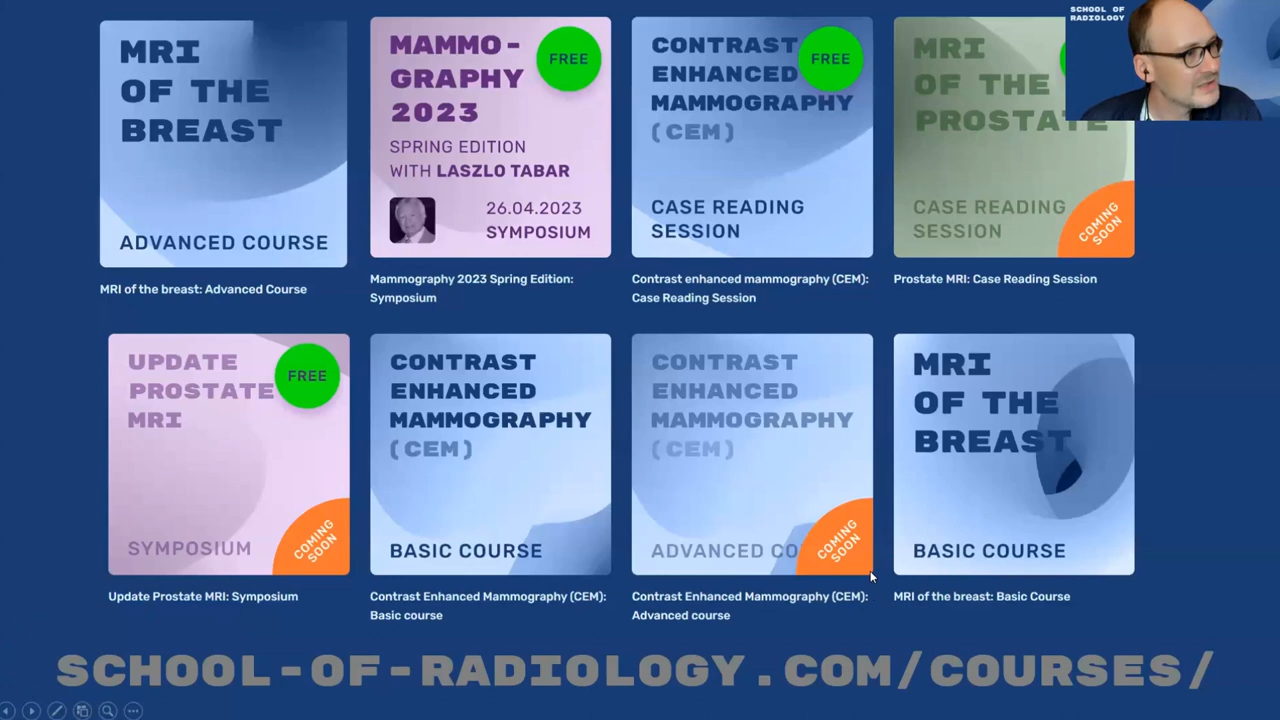 SCHOOL OF
RADIOLOGY
MRI
OF THE
BREAST
ADVANCED COURSE
MRI of the breast: Advanced Course
MAMMO-
GRAPHY
2023
FREE
SPRING EDITION
WITH LASZLO TABAR
26.04.2023
SYMPOSIUM
Mammography 2023 Spring Edition:
Symposium
CONTRAST
ENHANCED
MAMMOGRAPHY
(CEM)
FREE
CASE READING
SESSION
Contrast enhanced mammography (CEM):
Case Reading Session
MRI
OF THE
PROSTATE
CASE READING
SESSION
COMING
SOON
Prostate MRI: Case Reading Session
UPDATE
PROSTATE
MRI
FREE
SYMPOSIUM
COMING
SOON
Update Prostate MRI: Symposium
CONTRAST
ENHANCED
MAMMOGRAPHY
(CEM)
BASIC COURSE
Contrast Enhanced Mammography (CEM):
Basic course
CONTRAST
ENHANCED
MAMMOGRAPHY
(CEM)
ADVANCED CO
COMING
SOON
Contrast Enhanced Mammography (CEM):
Advanced course
MRI
OF THE
BREAST
BASIC COURSE
MRI of the breast: Basic Course
SCHOOL-OF-RADIOLOGY.COM/COURSES/